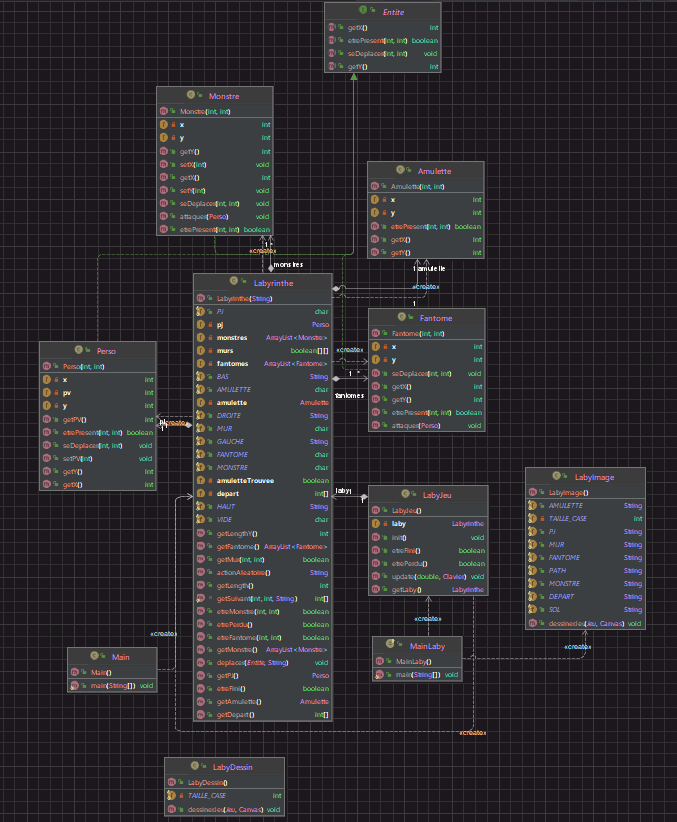 Entite
getX() int
etrePresent(int, int) boolean
seDeplacer(int, int) void
getY() int
Monstre
Monstre(int, int)
x int
y int
getY() int
setX(int) void
getX() int
setY(int) void
seDeplacer(int, int) void
attaquer(Perso) void
etrePresent(int, int) boolean
Amulette
Amulette(int, int)
x int
y int
etrePresent(int, int) boolean
getX() int
getY() int
1 *
«create»
monstres
1 amulette
«create»
1
Labyrinthe
Labyrinthe(String)
PJ char
pj Perso
monstres ArrayList<Monstre>
murs boolean[][]
fantomes ArrayList<Fantome>
BAS String
AMULETTE char
amulette Amulette
DROITE String
MUR char
GAUCHE String
FANTOME char
MONSTRE char
amuletteTrouvee boolean
depart int[]
HAUT String
VIDE char
getLengthY() int
getFantome() ArrayList<Fantome>
getMur(int, int) boolean
actionAleatoire() String
getLength() int
getSuivant(int, int, String) int[]
etreMonstre(int, int) boolean
etrePerdu() boolean
etreFantome(int, int) boolean
getMonstre() ArrayList<Monstre>
deplacer(Entite, String) void
getPJ() Perso
etreFini() boolean
getAmulette() Amulette
getDepart() int[]
Fantome
Fantome(int, int)
x int
y int
seDeplacer(int, int) void
getX() int
getY() int
etrePresent(int, int) boolean
attaquer(Perso) void
«create»
1 *
fantomes
Perso
Perso(int, int)
x int
pv int
y int
getPV() int
etrePresent(int, int) boolean
seDeplacer(int, int) void
setPV(int) void
getY() int
getX() int
«create»
1
LabyJeu
LabyJeu()
laby Labyrinthe
init() void
etreFini() boolean
etrePerdu() boolean
update(double, Clavier) void
getLaby() Labyrinthe
laby
1
LabyImage
LabyImage()
AMULETTE String
TAILLE_CASE int
PJ String
MUR String
FANTOME String
PATH String
MONSTRE String
DEPART String
SOL String
dessinerJeu(Jeu, Canvas) void
«create»
«create»
Main
Main()
main(String[]) void
MainLaby
MainLaby()
main(String[]) void
«create»
«create»
LabyDessin
LabyDessin()
TAILLE_CASE int
dessinerJeu(Jeu, Canvas) void